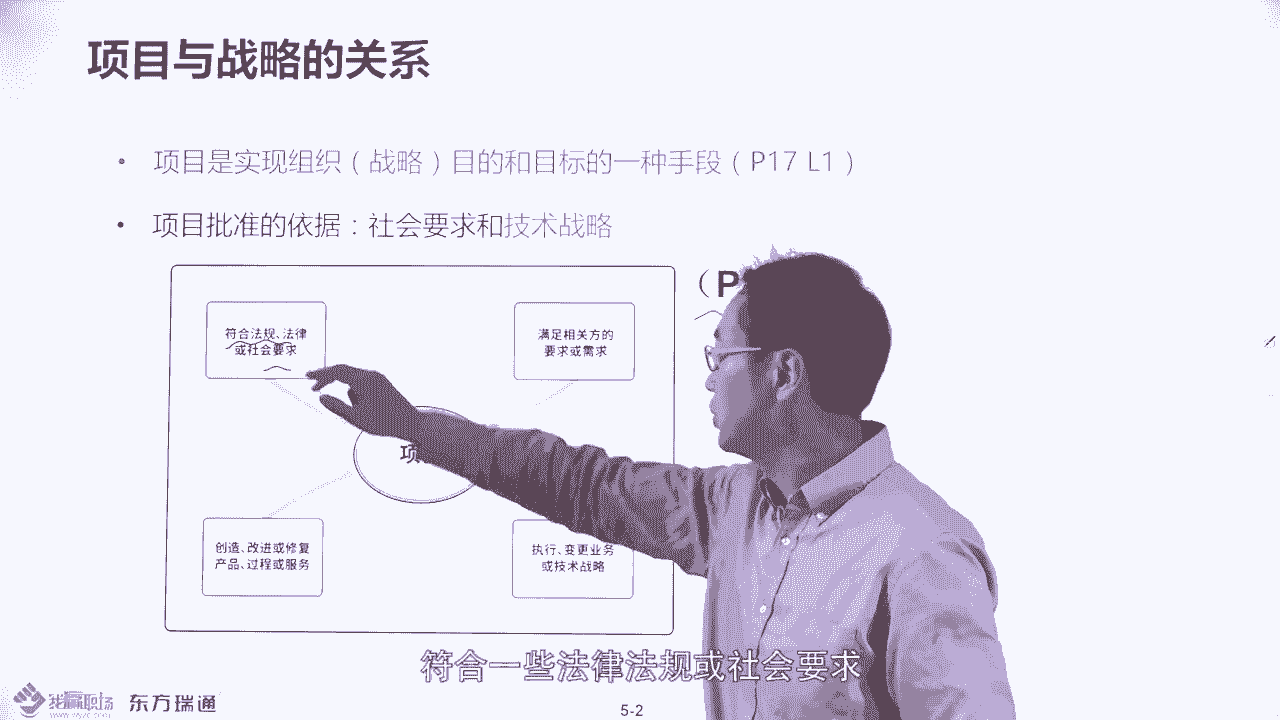 项目与战略的关系
• 项目是实现组织（战略）目的和目标的一种手段（P17 L1）
• 项目批准的依据：社会要求和技术战略
（P
符合法规、法律
或社会要求
满足相关方的
要求或需求
项
创造、改进或修复
产品、过程或服务
执行、变更业务
或技术战略
符合一些法律法规或社会要求
我赢职场
东方瑞通
5-2